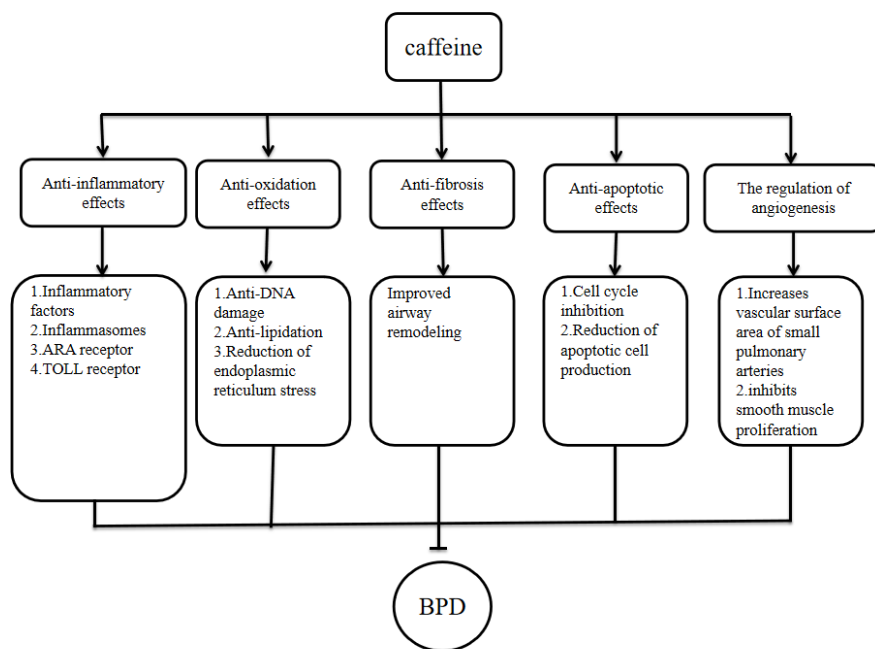 caffeine
Anti-inflammatory
effects
Anti-oxidation
effects
Anti-fibrosis
effects
Anti-apoptotic
effects
The regulation of
angiogenesis
1.Inflammatory
factors
2.Inflammasomes
3.ARA receptor
4.TOLL receptor
1.Anti-DNA
damage
2.Anti-lipidation
3.Reduction of
endoplasmic
reticulum stress
Improved
airway
remodeling
1.Cell cycle
inhibition
2.Reduction of
apoptotic cell
production
1.Increases
vascular surface
area of small
pulmonary
arteries
2.inhibits
smooth muscle
proliferation
BPD